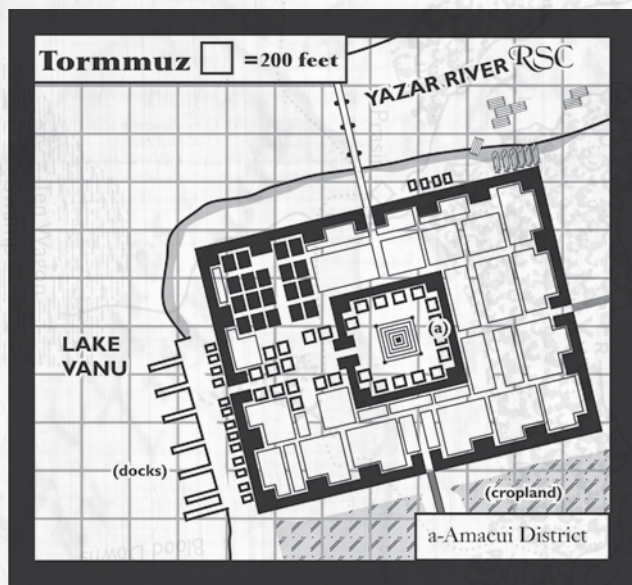 Tormmuz = 200 feet
YAZAR RIVER RSC
LAKE
VANU
(a)
(docks)
(cropland)
a-Amacui District